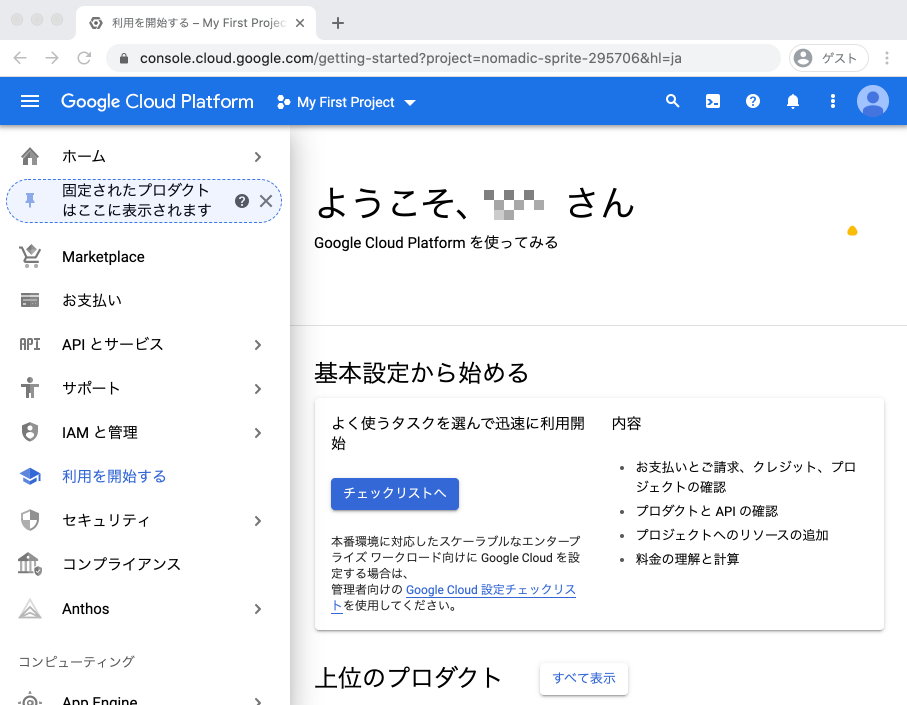 利用を開始する – My First Projec
console.cloud.google.com/getting-started?project=nomadic-sprite-295706&hl=ja
ゲスト
Google Cloud Platform
My First Project
ホーム
固定されたプロダクト
はここに表示されます
Marketplace
お支払い
API
API とサービス
サポート
IAM と管理
利用を開始する
セキュリティ
コンプライアンス
Anthos
コンピューティング
App Engine
ようこそ、 さん
Google Cloud Platform を使ってみる
基本設定から始める
よく使うタスクを選んで迅速に利用開
始
チェックリストへ
本番環境に対応したスケーラブルなエンタープ
ライズ ワークロード向けに Google Cloud を設
定する場合は、
管理者向けの Google Cloud 設定チェックリス
トを使用してください。
内容
お支払いとご請求、クレジット、プロ
ジェクトの確認
プロダクトと API の確認
プロジェクトへのリソースの追加
料金の理解と計算
上位のプロダクト
すべて表示